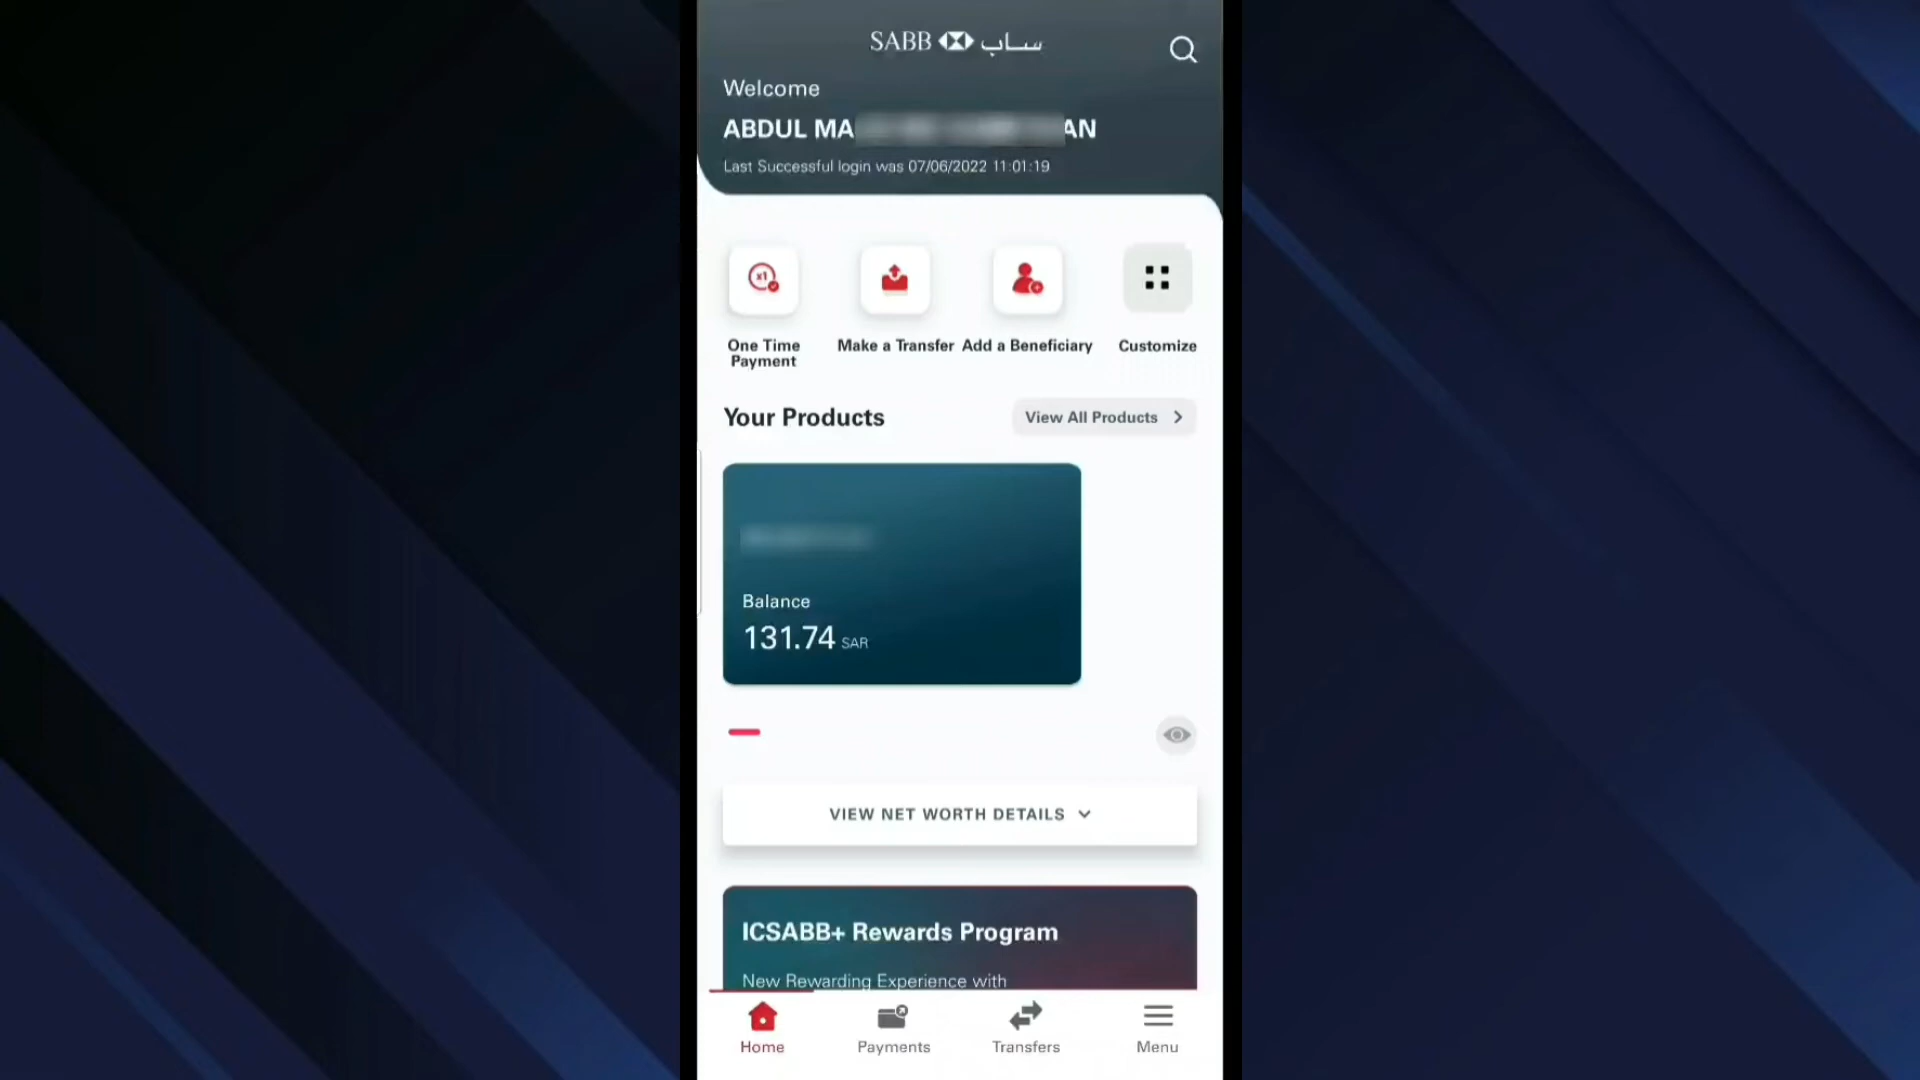 SABB ساب
Welcome
ABDUL MA AN
Last Successful login was 07/06/2022 11:01:19
x1
One Time Payment
Make a Transfer
Add a Beneficiary
Customize
Your Products
View All Products
Balance
131.74 SAR
VIEW NET WORTH DETAILS
ICSABB+ Rewards Program
New Rewarding Experience with
Home
Payments
Transfers
Menu